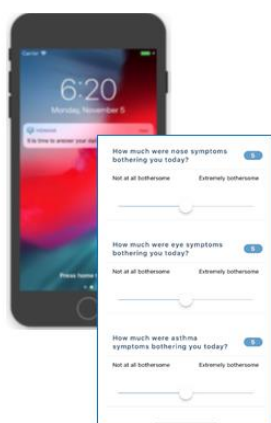 Carrier
6:20
Monday, November 5
It is time to answer your
Press home
How much were nose symptoms
bothering you today?
5
Not at all bothersome Extremely bothersome
How much were eye symptoms
bothering you today?
5
Not at all bothersome Extremely bothersome
How much were asthma
symptoms bothering you today?
5
Not at all bothersome Extremely bothersome